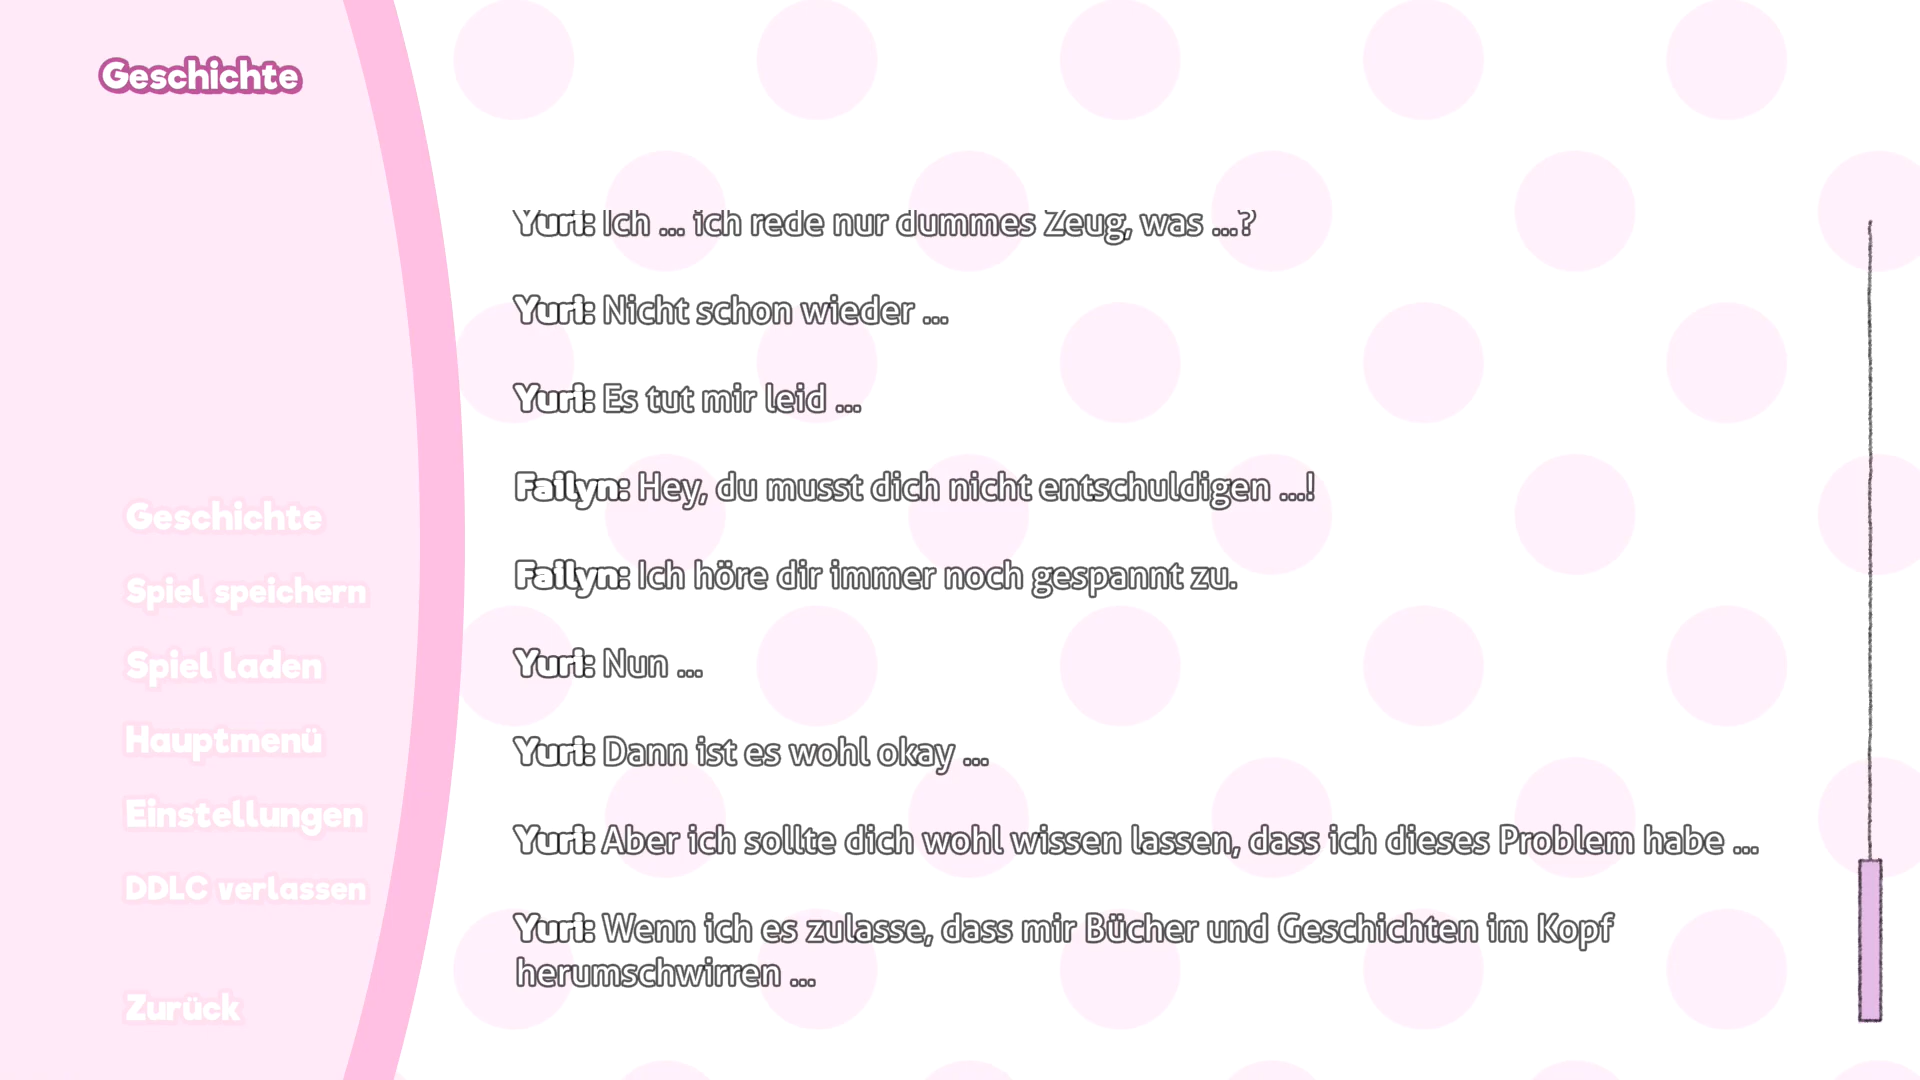 Geschichte
Yuri: Ich ... ich rede nur dummes Zeug, was ...?
Yuri: Nicht schon wieder ...
Yuri: Es tut mir leid ...
Failyn: Hey, du musst dich nicht entschuldigen ...!
Failyn: Ich höre dir immer noch gespannt zu.
Yuri: Nun ...
Yuri: Dann ist es wohl okay ...
Yuri: Aber ich sollte dich wohl wissen lassen, dass ich dieses Problem habe ...
Yuri: Wenn ich es zulasse, dass mir Bücher und Geschichten im Kopf
herumschwirren ...
Geschichte
Spiel speichern
Spiel laden
Hauptmenü
Einstellungen
DDLC verlassen
Zurück